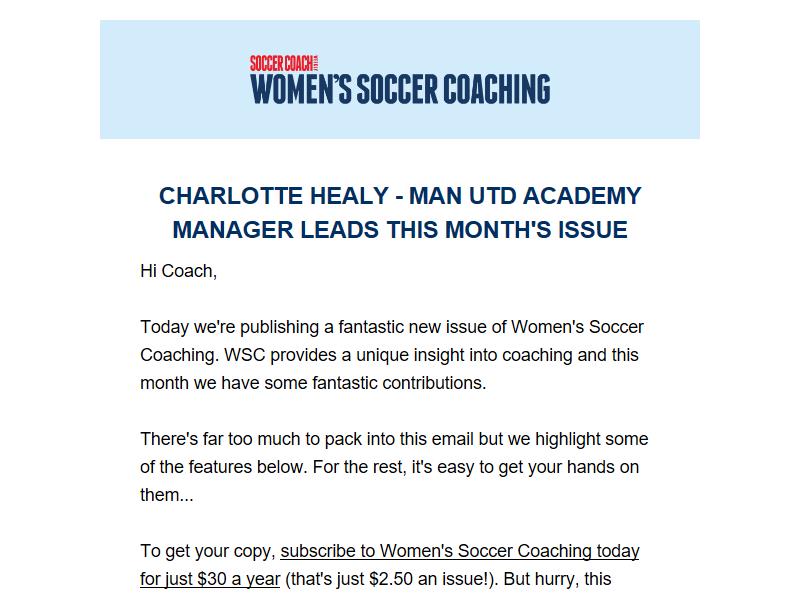 SOCCER COACH WEEKLY
WOMEN'S SOCCER COACHING
CHARLOTTE HEALY - MAN UTD ACADEMY
MANAGER LEADS THIS MONTH'S ISSUE
Hi Coach,
Today we're publishing a fantastic new issue of Women's Soccer
Coaching. WSC provides a unique insight into coaching and this
month we have some fantastic contributions.
There's far too much to pack into this email but we highlight some
of the features below. For the rest, it's easy to get your hands on
them...
To get your copy, subscribe to Women's Soccer Coaching today
for just $30 a year (that's just $2.50 an issue!). But hurry, this